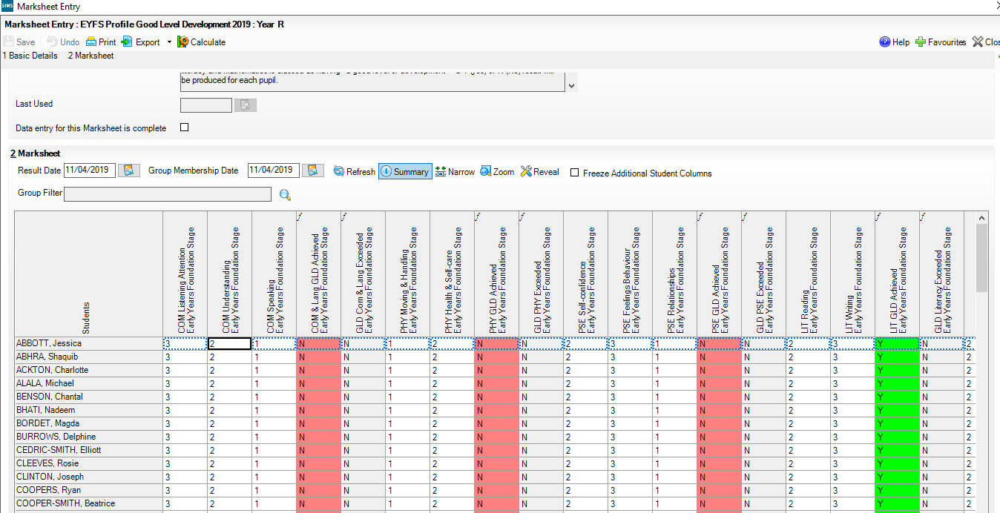 SIMS Marksheet Entry
Marksheet Entry : EYFS Profile Good Level Development 2019 : Year R
Save Undo Print Export Calculate Help Favourites Clos
1 Basic Details 2 Marksheet
be produced for each pupil.
Last Used
Data entry for this Marksheet is complete
2 Marksheet
Result Date 11/04/2019 Group Membership Date 11/04/2019 Refresh Summary Narrow Zoom Reveal Freeze Additional Student Columns
Group Filter
Students
COM Listening Attention
Early Years Foundation Stage
COM Understanding
Early Years Foundation Stage
COM Speaking
Early Years Foundation Stage
COM & Lang GLD Achieved
Early Years Foundation Stage
GLD Com & Lang Exceeded
Early Years Foundation Stage
PHY Moving & Handling
Early Years Foundation Stage
PHY Health & Self-care
Early Years Foundation Stage
PHY GLD Achieved
Early Years Foundation Stage
GLD PHY Exceeded
Early Years Foundation Stage
PSE Self-confidence
Early Years Foundation Stage
PSE Feelings Behaviour
Early Years Foundation Stage
PSE Relationships
Early Years Foundation Stage
PSE GLD Achieved
Early Years Foundation Stage
GLD PSE Exceeded
Early Years Foundation Stage
LIT Reading
Early Years Foundation Stage
LIT Writing
Early Years Foundation Stage
LIT GLD Achieved
Early Years Foundation Stage
GLD Literacy Exceeded
Early Years Foundation Stage
ABBOTT, Jessica 3 2 1 N N 1 2 N N 2 3 1 N N 2 3 Y N 2
ABHRA, Shaquib 3 2 1 N N 1 2 N N 2 3 1 N N 2 3 Y N 2
ACKTON, Charlotte 3 2 1 N N 1 2 N N 2 3 1 N N 2 3 Y N 2
ALALA, Michael 3 2 1 N N 1 2 N N 2 3 1 N N 2 3 Y N 2
BENSON, Chantal 3 2 1 N N 1 2 N N 2 3 1 N N 2 3 Y N 2
BHATI, Nadeem 3 2 1 N N 1 2 N N 2 3 1 N N 2 3 Y N 2
BORDET, Magda 3 2 1 N N 1 2 N N 2 3 1 N N 2 3 Y N 2
BURROWS, Delphine 3 2 1 N N 1 2 N N 2 3 1 N N 2 3 Y N 2
CEDRIC-SMITH, Elliott 3 2 1 N N 1 2 N N 2 3 1 N N 2 3 Y N 2
CLEEVES, Rosie 3 2 1 N N 1 2 N N 2 3 1 N N 2 3 Y N 2
CLINTON, Joseph 3 2 1 N N 1 2 N N 2 3 1 N N 2 3 Y N 2
COOPERS, Ryan 3 2 1 N N 1 2 N N 2 3 1 N N 2 3 Y N 2
COOPER-SMITH, Beatrice 3 2 1 N N 1 2 N N 2 3 1 N N 2 3 Y N 2